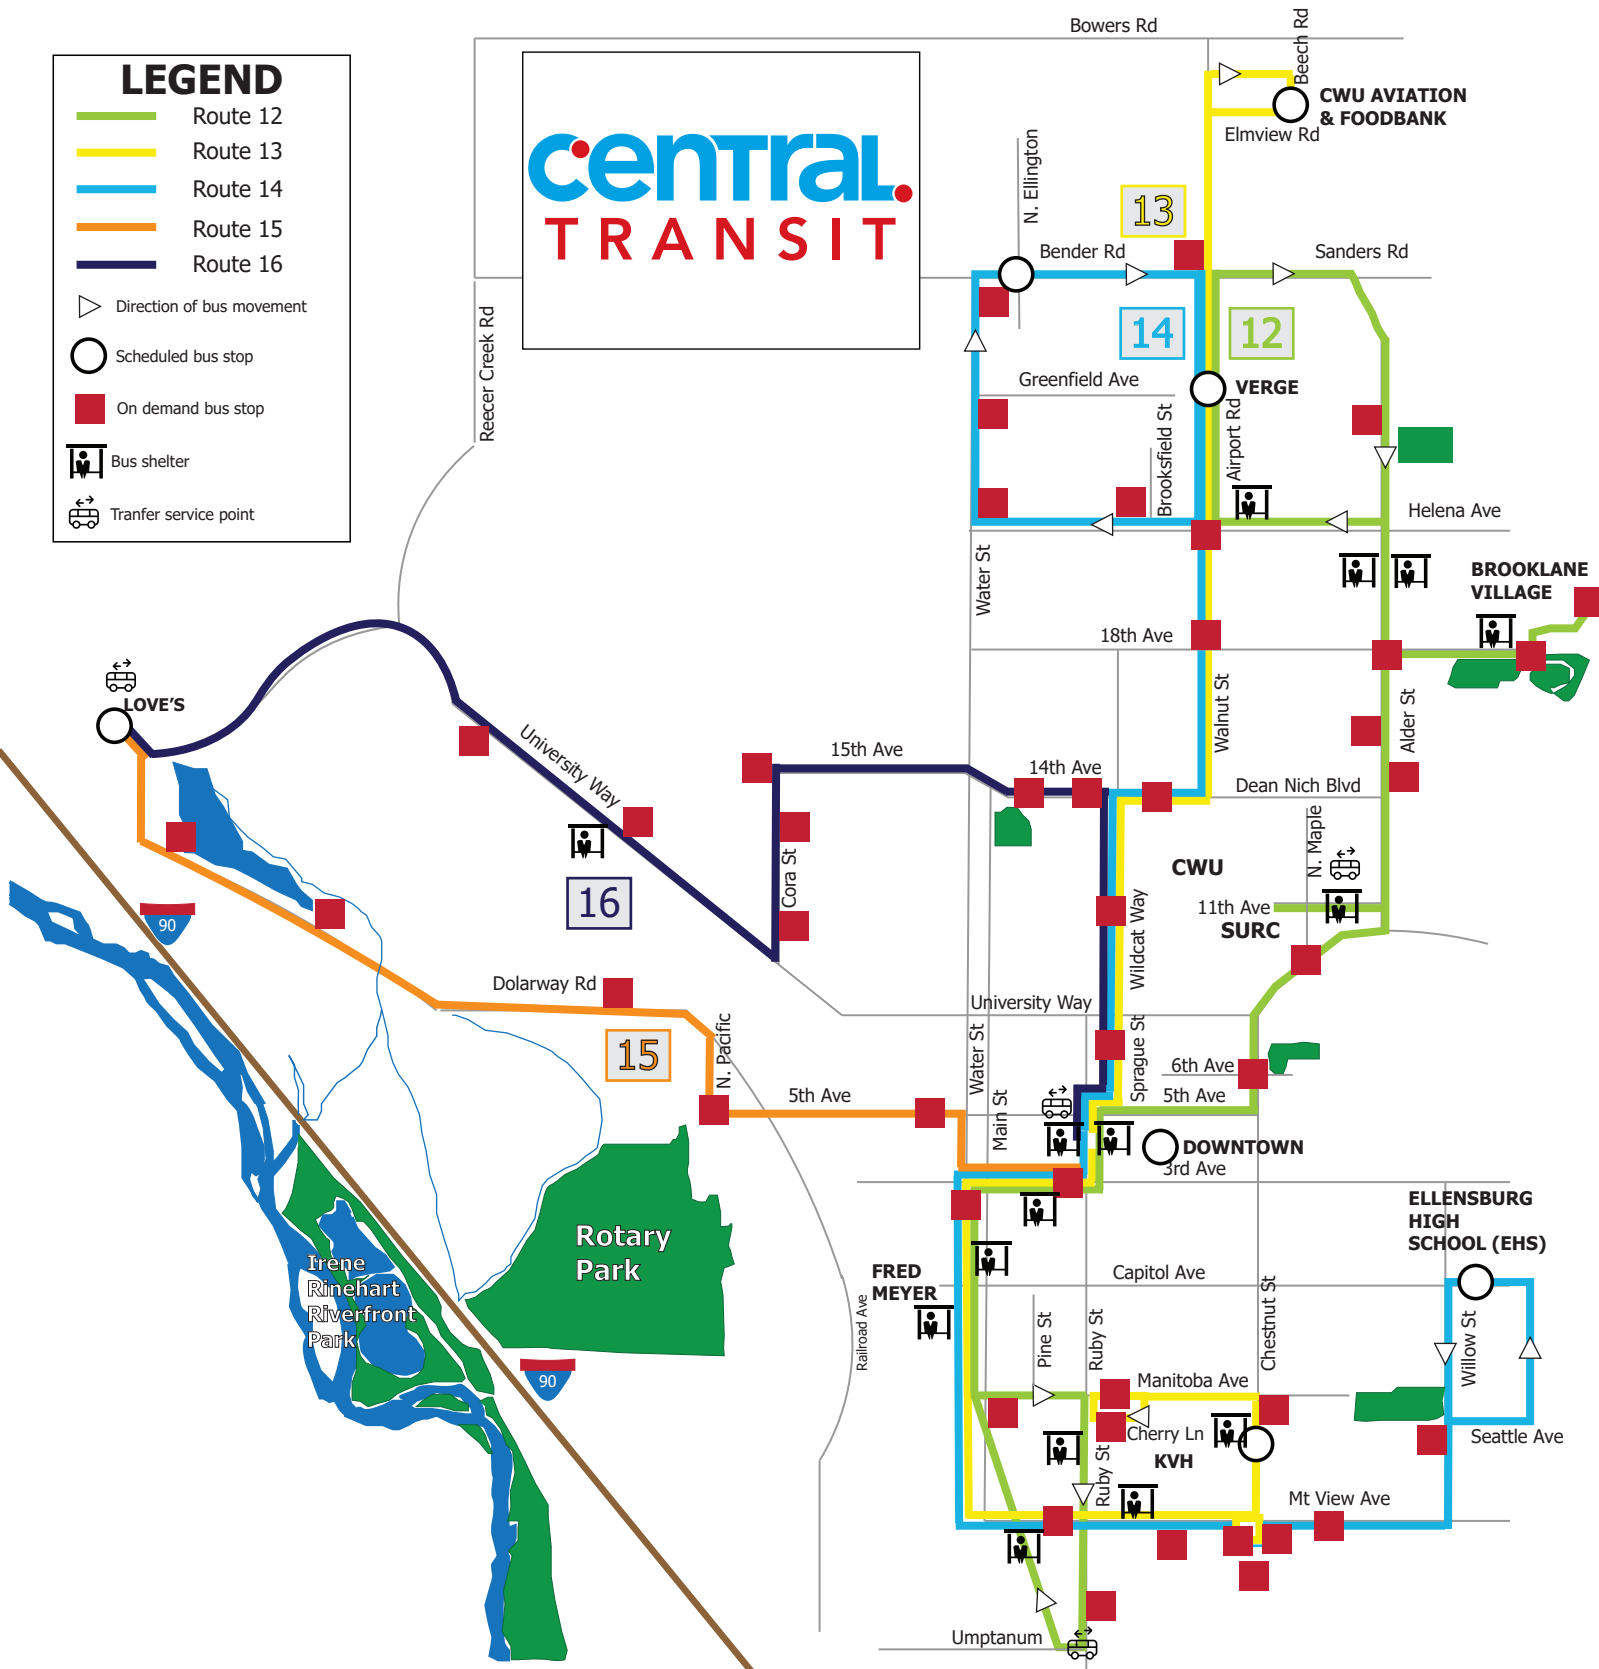 LEGEND
Route 12
Route 13
Route 14
Route 15
Route 16
Direction of bus movement
Scheduled bus stop
On demand bus stop
Bus shelter
Tranfer service point
CENTRAL
TRANSIT
Bowers Rd
Beech Rd
CWU AVIATION
& FOODBANK
Elmview Rd
N. Ellington
13
Bender Rd
Sanders Rd
14
12
Reecer Creek Rd
Greenfield Ave
VERGE
Airport Rd
Brooksfield St
Helena Ave
Water St
BROOKLANE
VILLAGE
18th Ave
LOVE'S
Walnut St
Alder St
University Way
15th Ave
14th Ave
Dean Nich Blvd
N. Maple
Cora St
CWU
16
Wildcat Way
11th Ave
SURC
90
Dolarway Rd
University Way
N. Pacific
Water St
Sprague St
15
6th Ave
5th Ave
5th Ave
Main St
DOWNTOWN
3rd Ave
Rotary
Park
ELLENSBURG
HIGH
SCHOOL (EHS)
Irene
Rinehart
Riverfront
Park
FRED
MEYER
Capitol Ave
Railroad Ave
Pine St
Ruby St
Chestnut St
Willow St
90
Manitoba Ave
Cherry Ln
KVH
Ruby St
Seattle Ave
Mt View Ave
Umptanum